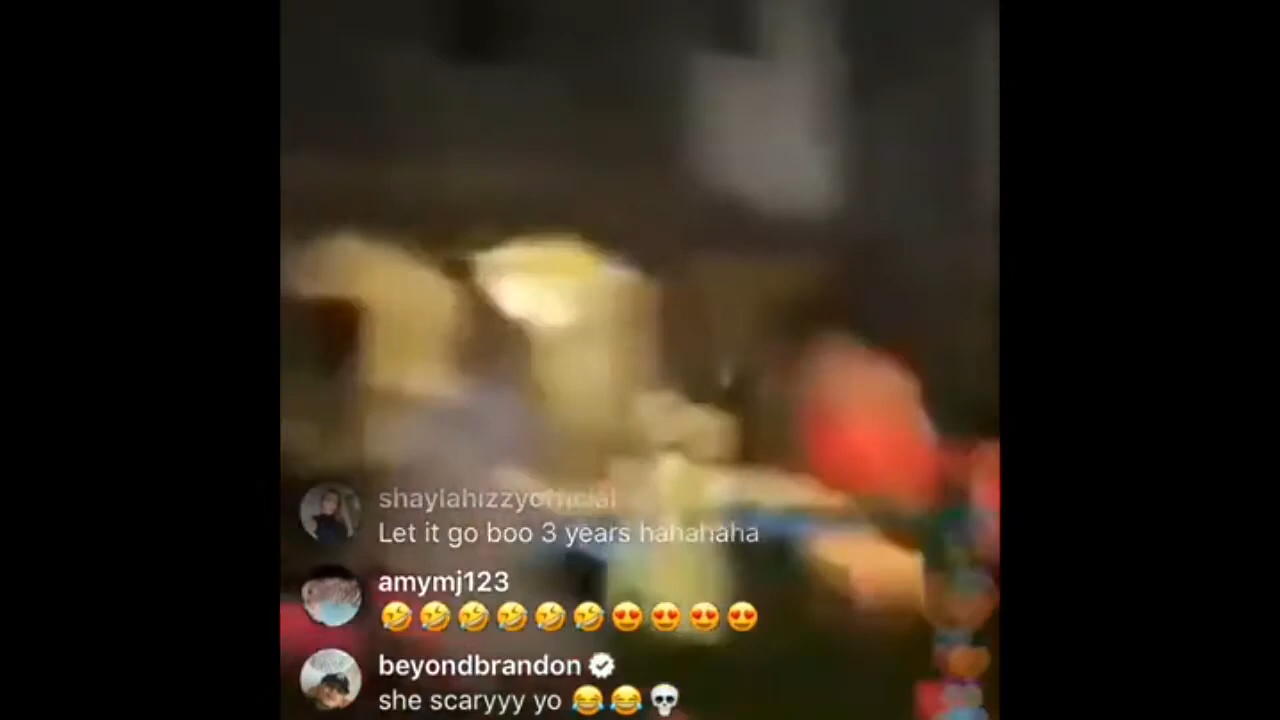 shaylahizzyofficial
Let it go boo 3 years hahahaha
amymj123
🤣🤣🤣🤣🤣🤣😍😍😍😍
beyondbrandon
she scaryyy yo 😂😂💀